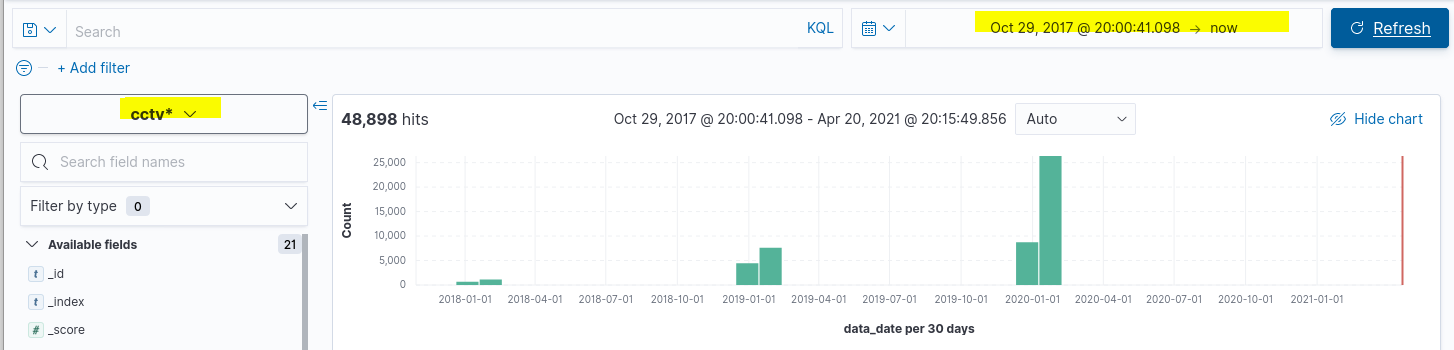 Search KQL Oct 29, 2017 @ 20:00:41.098 → now Refresh
+ Add filter
cctv*
48,898 hits Oct 29, 2017 @ 20:00:41.098 - Apr 20, 2021 @ 20:15:49.856 Auto Hide chart
Search field names
Filter by type 0
Available fields 21
t _id
t _index
# _score
Count
25,000
20,000
15,000
10,000
5,000
0
2018-01-01 2018-04-01 2018-07-01 2018-10-01 2019-01-01 2019-04-01 2019-07-01 2019-10-01 2020-01-01 2020-04-01 2020-07-01 2020-10-01 2021-01-01
data_date per 30 days